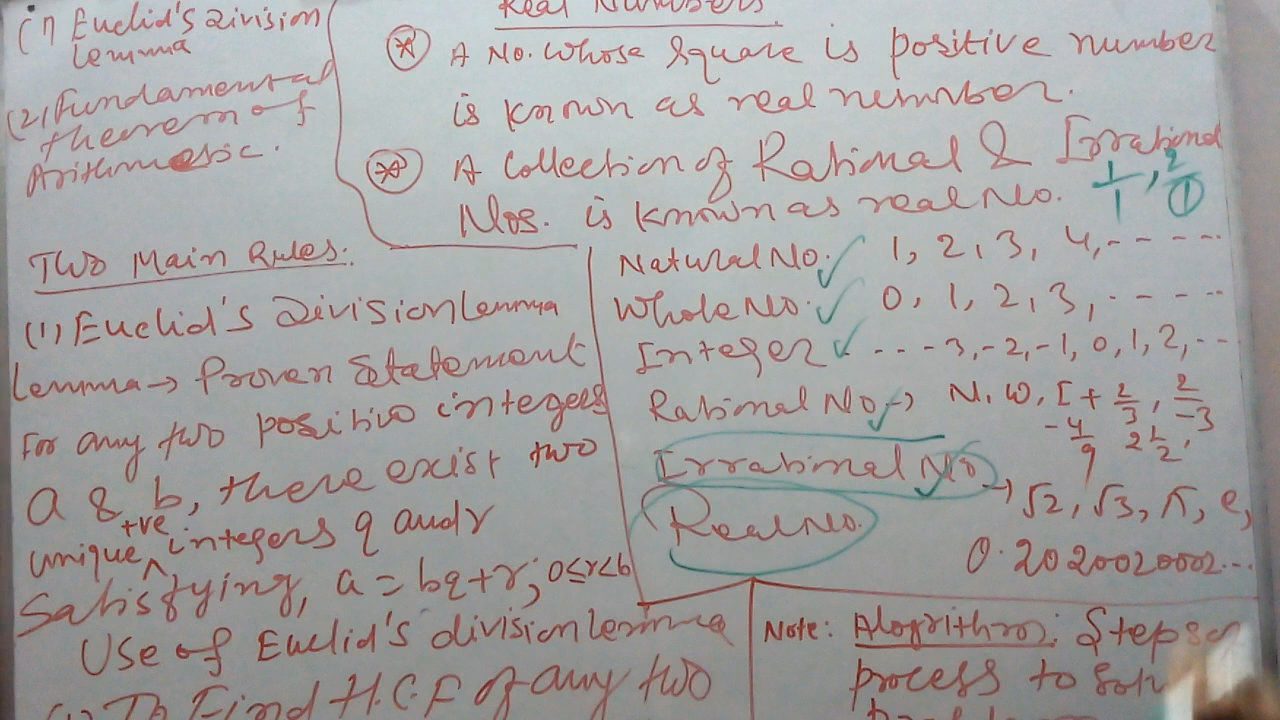 (1) Euclid's Division
lemma
(2) Fundamental
theorem of
Arithmetic.
Real Numbers.
A No. whose square is positive number
is known as real number.
A Collection of Rational & Irrational
Nos. is known as real No. 1/1, 2/1
Two Main Rules:
(1) Euclid's Division Lemma
Lemma → Proven Statement
For any two positive integers
a & b, there exist two
unique +ve integers q and r
Satisfying, a = bq + r; 0≤r<b
Use of Euclid's division lemma
To Find H.C.F of any two
Natural No. ✓ 1, 2, 3, 4, - - - - -
Whole No. ✓ 0, 1, 2, 3, - - - - -
Integer ✓ - - - -3, -2, -1, 0, 1, 2, - - -
Rational No. ✓ → N, W, I + 2/3, 2/-3
-4/9, 2 1/2,
Irrational No. → √2, √3, π, e,
Real No. 0.2020020002...
Note: Algorithm: Steps
process to